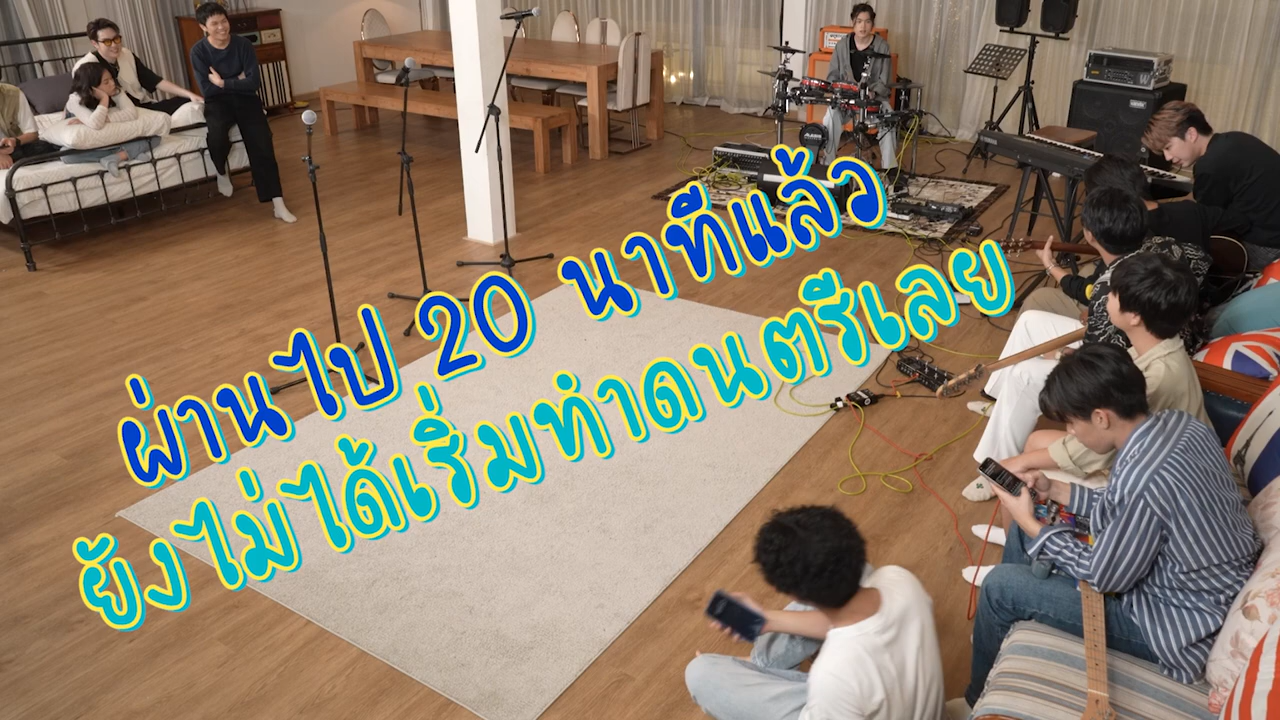 ผ่านไป 20 นาทีแล้ว
ยังไม่ได้เริ่มทำดนตรีเลย